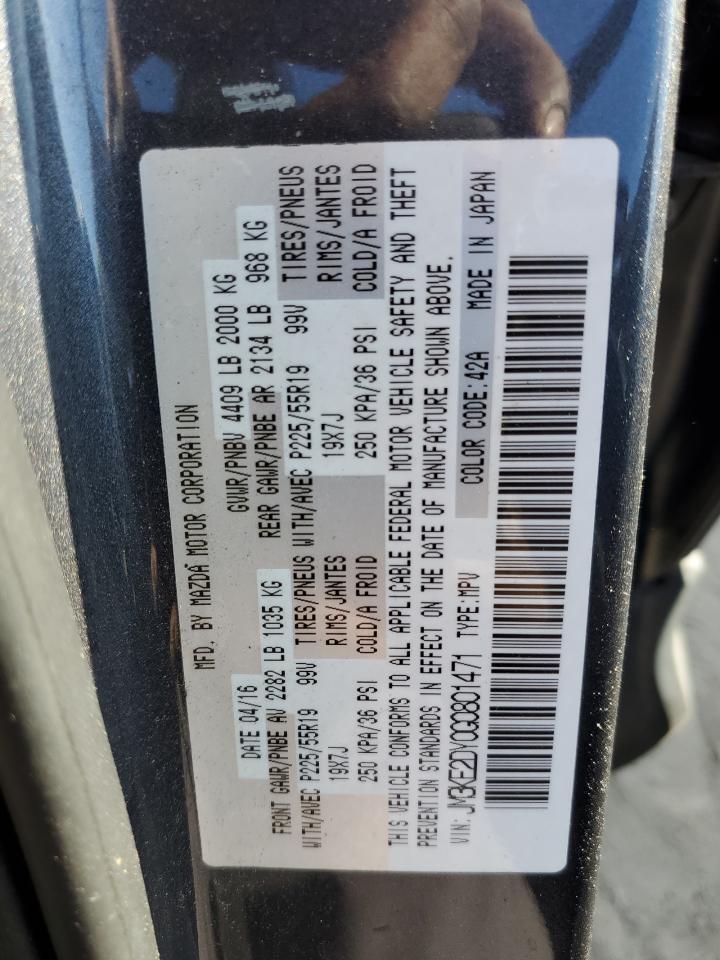 MFD. BY MAZDA MOTOR CORPORATION
DATE 04/16 GVWR/PNBV 4409 LB 2000 KG
FRONT GAWR/PNBE AV 2282 LB 1035 KG REAR GAWR/PNBE AR 2134 LB 968 KG
WITH/AVEC P225/55R19 99V TIRES/PNEUS WITH/AVEC P225/55R19 99V TIRES/PNEUS
19X7J RIMS/JANTES 19X7J RIMS/JANTES
250 KPA/36 PSI COLD/A FROID 250 KPA/36 PSI COLD/A FROID
THIS VEHICLE CONFORMS TO ALL APPLICABLE FEDERAL MOTOR VEHICLE SAFETY AND THEFT
PREVENTION STANDARDS IN EFFECT ON THE DATE OF MANUFACTURE SHOWN ABOVE.
VIN: JM3KE2DY0G0801471 TYPE:MPV COLOR CODE:42A MADE IN JAPAN